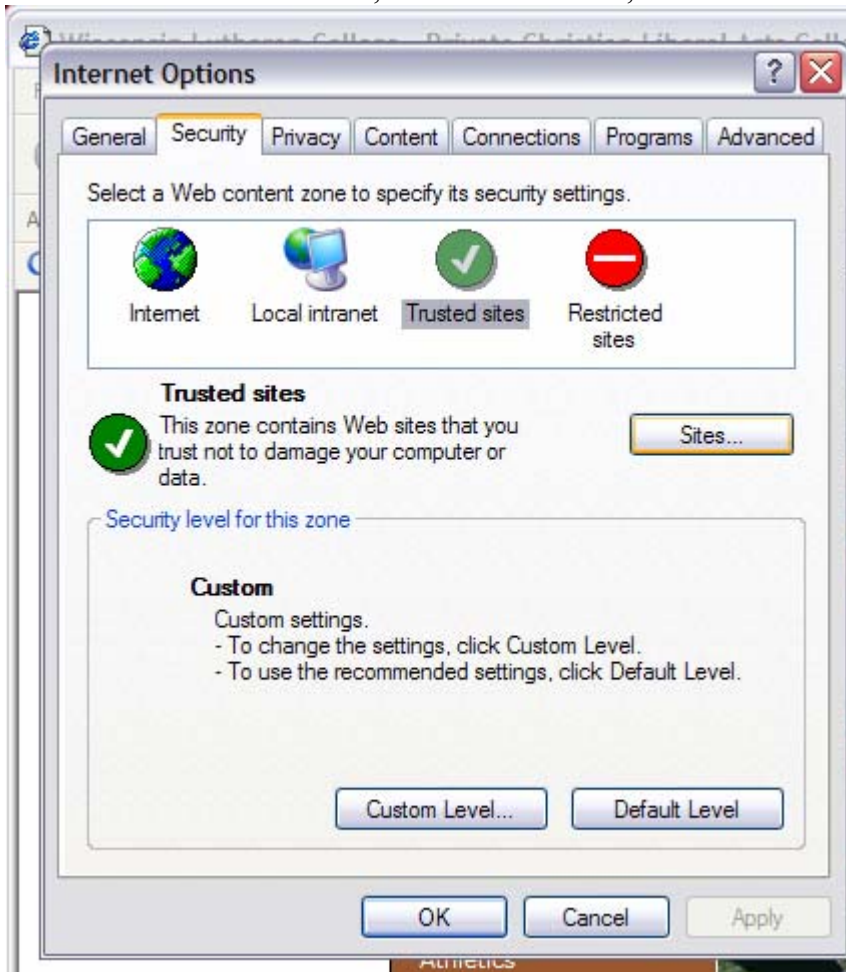 Internet Options
General Security Privacy Content Connections Programs Advanced
Select a Web content zone to specify its security settings.
Internet Local intranet Trusted sites Restricted
sites
Trusted sites
This zone contains Web sites that you
trust not to damage your computer or
data.
Sites...
Security level for this zone
Custom
Custom settings.
- To change the settings, click Custom Level.
- To use the recommended settings, click Default Level.
Custom Level... Default Level
OK Cancel Apply
Athletics